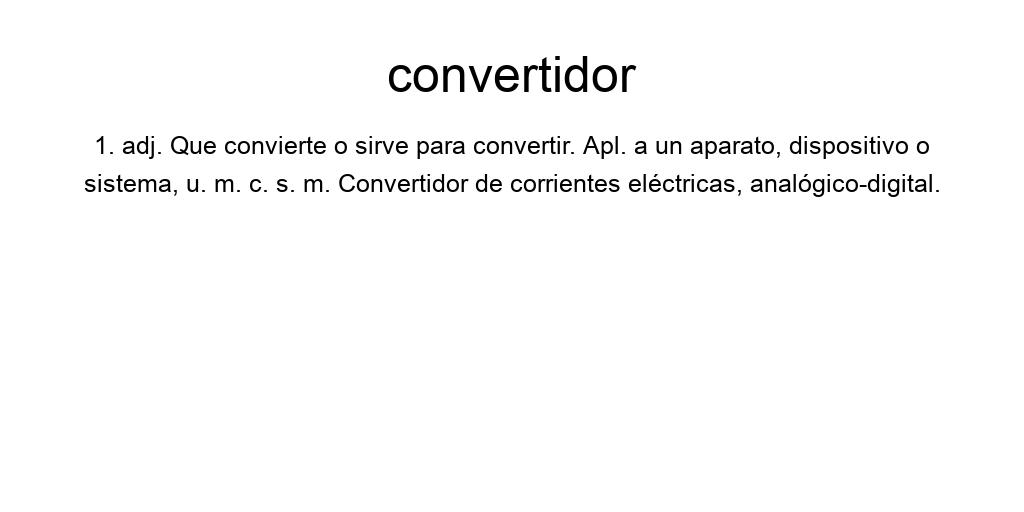 convertidor
1. adj. Que convierte o sirve para convertir. Apl. a un aparato, dispositivo o
sistema, u. m. c. s. m. Convertidor de corrientes eléctricas, analógico-digital.